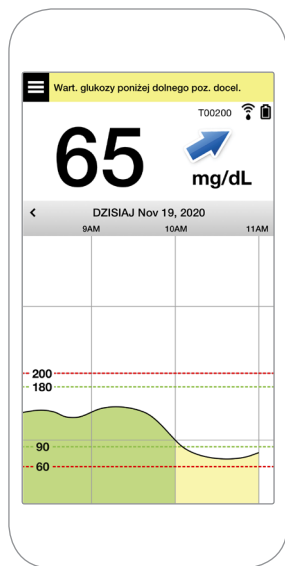 Wart. glukozy poniżej dolnego poz. docel.
T00200
65
mg/dL
< DZISIAJ Nov 19, 2020
9AM 10AM 11AM
200
180
90
60